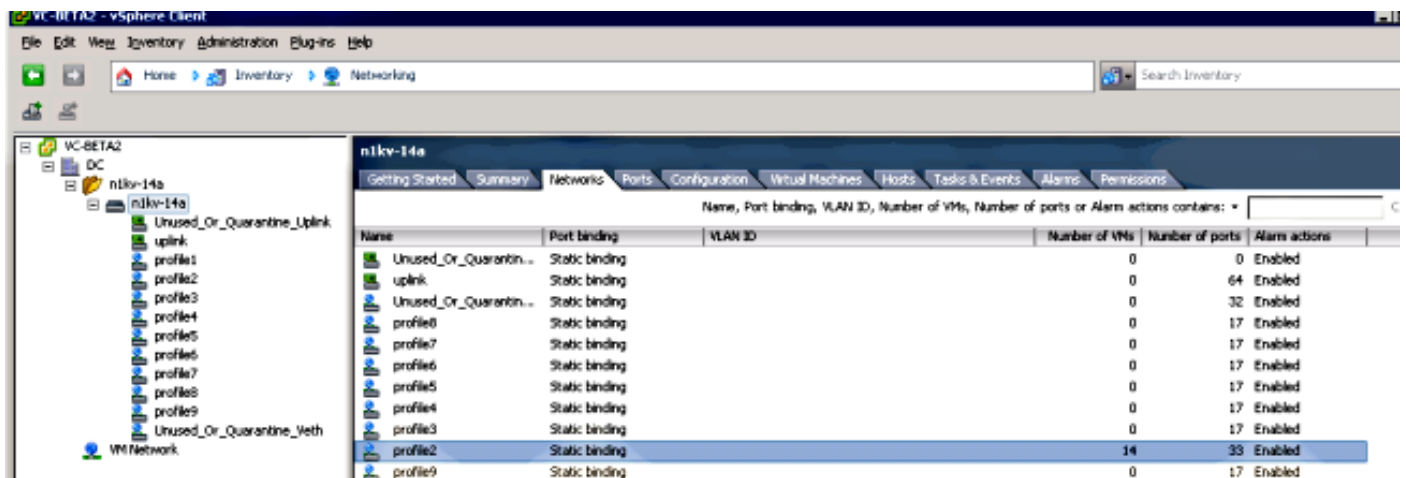 VC-BETA2 - vSphere Client
File Edit View Inventory Administration Plug-ins Help
Home Inventory Networking Search Inventory
VC-BETA2
DC
n1kv-14a
n1kv-14a
Unused_Or_Quarantine_Uplink
uplink
profile1
profile2
profile3
profile4
profile5
profile6
profile7
profile8
profile9
Unused_Or_Quarantine_Veth
VM Network
n1kv-14a
Getting Started Summary Networks Ports Configuration Virtual Machines Hosts Tasks & Events Alarms Permissions
Name, Port binding, VLAN ID, Number of VMs, Number of ports or Alarm actions contains:
Name Port binding VLAN ID Number of VMs Number of ports Alarm actions
Unused_Or_Quarantin... Static binding 0 0 Enabled
uplink Static binding 0 64 Enabled
Unused_Or_Quarantin... Static binding 0 32 Enabled
profile8 Static binding 0 17 Enabled
profile7 Static binding 0 17 Enabled
profile6 Static binding 0 17 Enabled
profile5 Static binding 0 17 Enabled
profile4 Static binding 0 17 Enabled
profile3 Static binding 0 17 Enabled
profile2 Static binding 14 33 Enabled
profile9 Static binding 0 17 Enabled